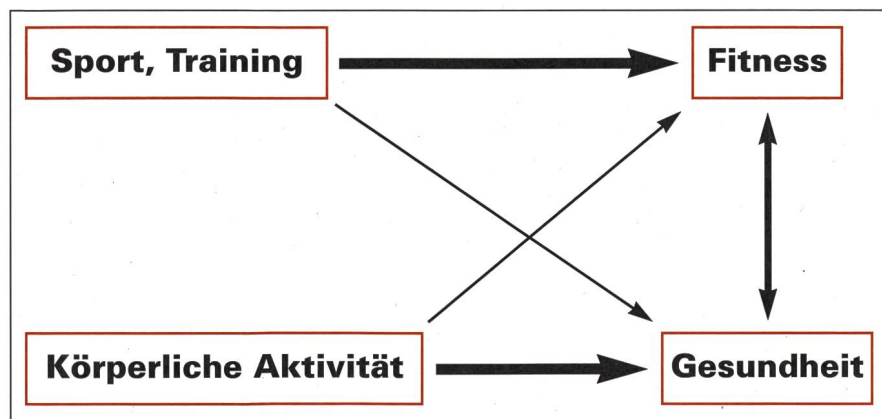 Sport, Training
Fitness
Körperliche Aktivität
Gesundheit